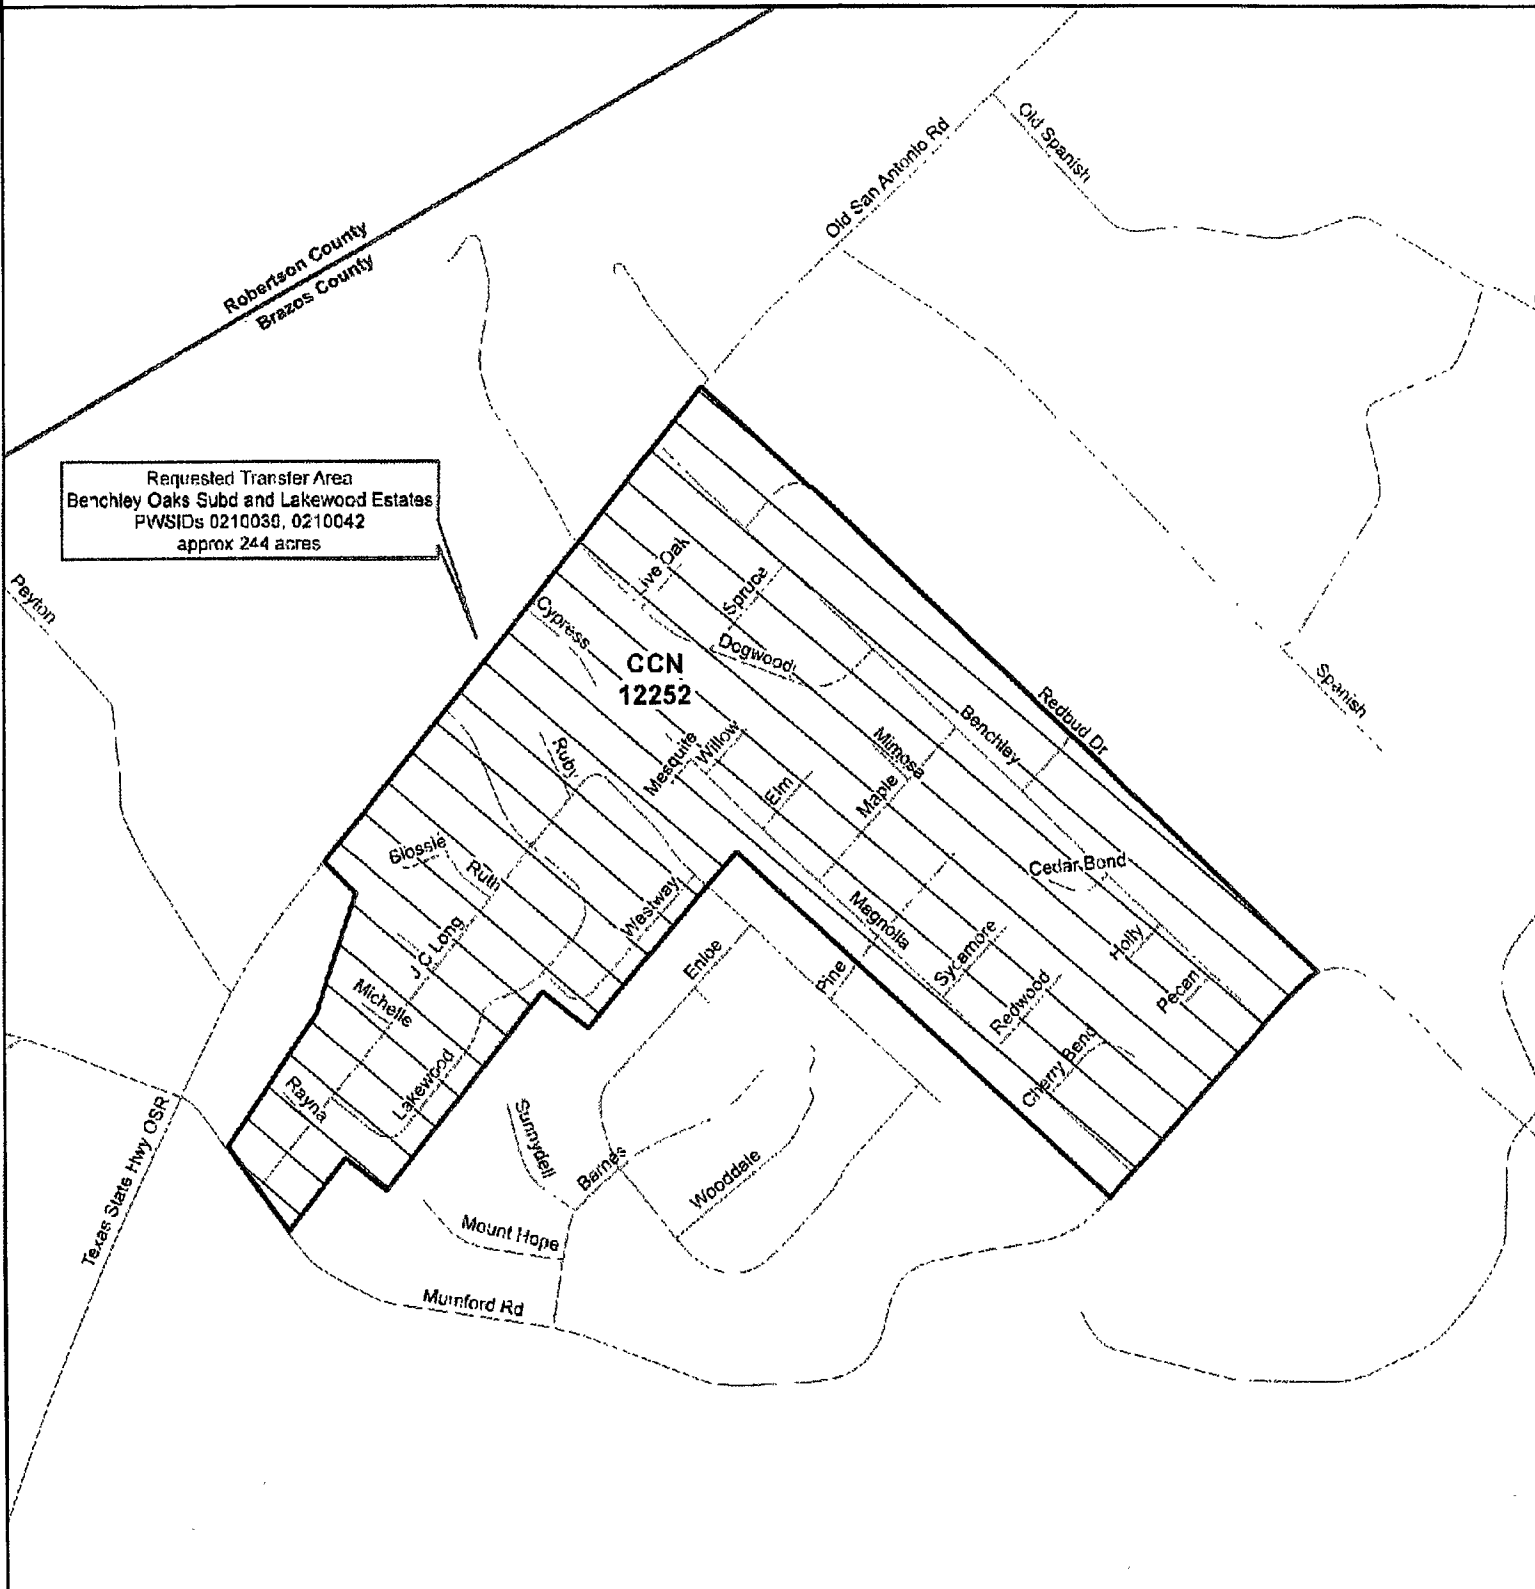 Old Spanish
Old San Antonio Rd
Robertson County
Brazos County
Requested Transfer Area
Benchley Oaks Subd and Lakewood Estates
PWSIDs 0210030, 0210042
approx 244 acres
Peyton
Live Oak
Spruce
Cypress
Dogwood
CCN
12252
Spanish
Redbud Dr
Benchley
Mimosa
Willow
Mesquite
Ruby
Elm
Maple
Blossie
Ruth
Cedar Bond
Westway
Magnolia
J C Long
Enloe
Pine
Sycamore
Holly
Redwood
Pecan
Michelle
Lakewood
Rayna
Cherry Bend
Sunnydell
Barnes
Wooddale
Texas State Hwy OSR
Mount Hope
Mumford Rd